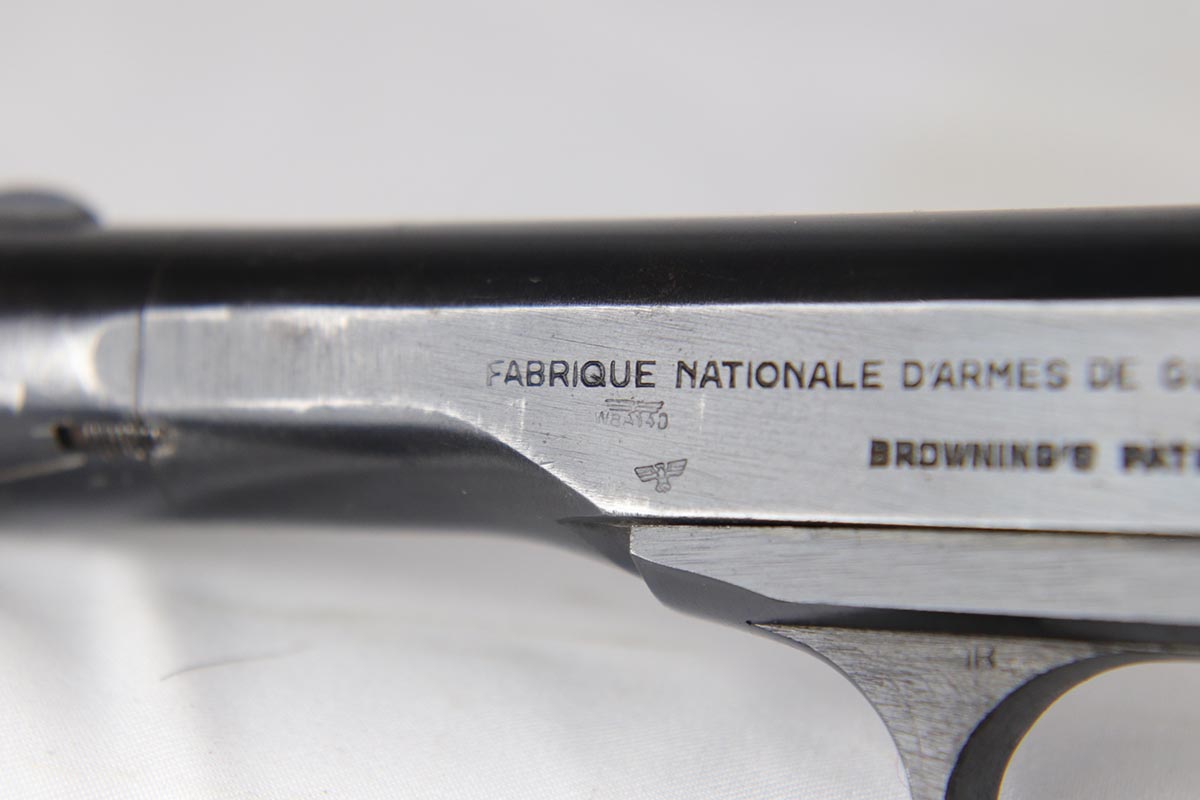 FABRIQUE NATIONALE D'ARMES DE
WaA140
BROWNING'S